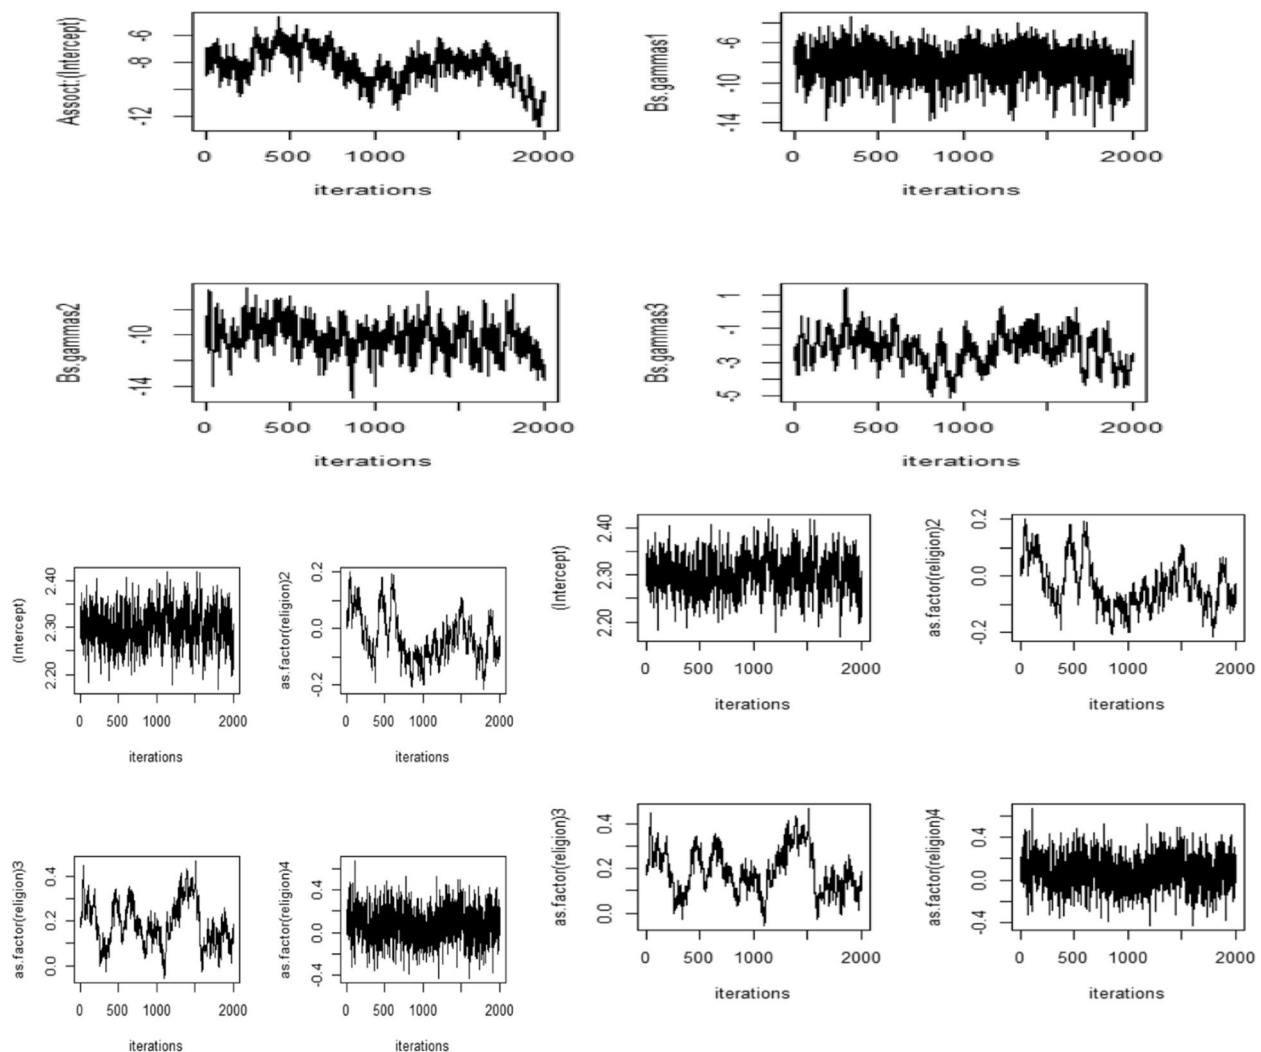 Assoct:(Intercept)
-6
-8
-12
0 500 1000 2000
iterations
Bs.gammas1
-6
-10
-14
0 500 1000 2000
iterations
Bs.gammas2
-10
-14
0 500 1000 2000
iterations
Bs.gammas3
1
-1
-3
-5
0 500 1000 2000
iterations
(Intercept)
2.40
2.30
2.20
0 500 1000 2000
iterations
as.factor(religion)2
0.2
0.0
-0.2
0 500 1000 2000
iterations
(Intercept)
2.40
2.30
2.20
0 500 1000 2000
iterations
as.factor(religion)2
0.2
0.0
-0.2
0 500 1000 2000
iterations
as.factor(religion)3
0.4
0.2
0.0
0 500 1000 2000
iterations
as.factor(religion)4
0.4
0.0
-0.4
0 500 1000 2000
iterations
as.factor(religion)3
0.4
0.2
0.0
0 500 1000 2000
iterations
as.factor(religion)4
0.4
0.0
-0.4
0 500 1000 2000
iterations